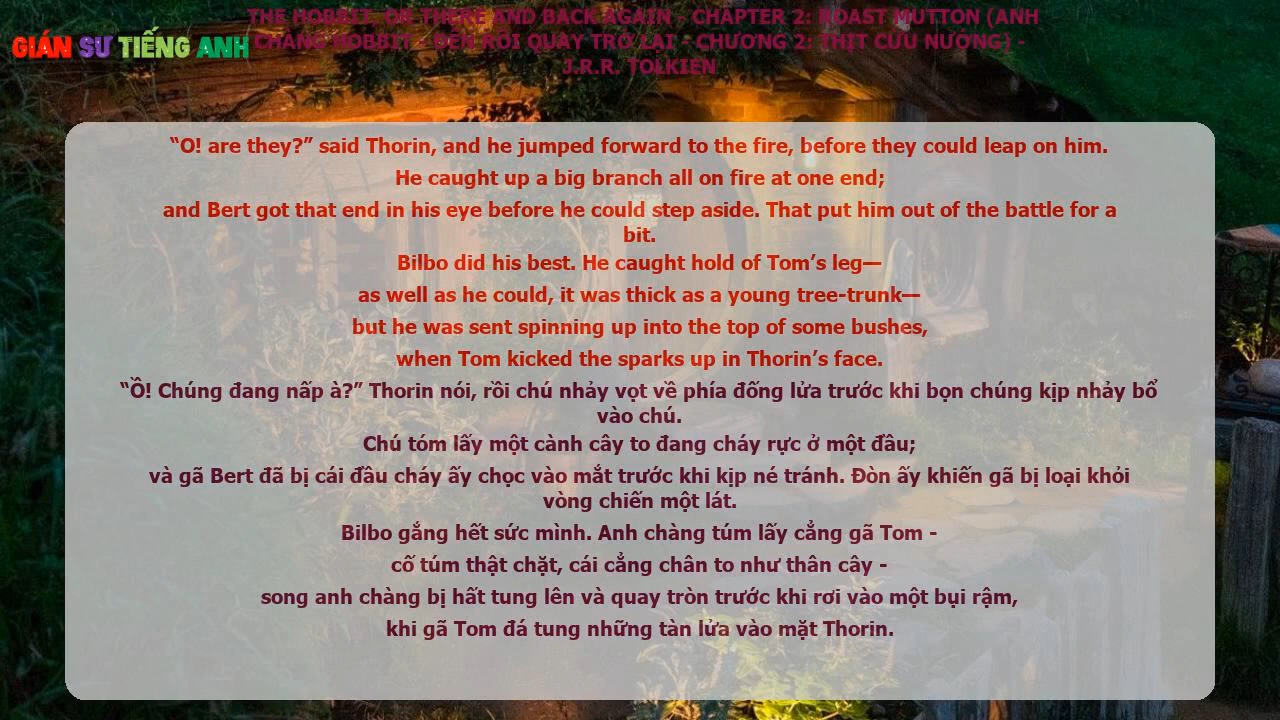 THE HOBBIT, OR THERE AND BACK AGAIN - CHAPTER 2: ROAST MUTTON (ANH
CHÀNG HOBBIT - ĐẾN RỒI QUAY TRỞ LẠI - CHƯƠNG 2: THỊT CỪU NƯỚNG) -
J.R.R. TOLKIEN
GIÁN SƯ TIẾNG ANH
“O! are they?” said Thorin, and he jumped forward to the fire, before they could leap on him.
He caught up a big branch all on fire at one end;
and Bert got that end in his eye before he could step aside. That put him out of the battle for a
bit.
Bilbo did his best. He caught hold of Tom’s leg—
as well as he could, it was thick as a young tree-trunk—
but he was sent spinning up into the top of some bushes,
when Tom kicked the sparks up in Thorin’s face.
“Ồ! Chúng đang nấp à?” Thorin nói, rồi chú nhảy vọt về phía đống lửa trước khi bọn chúng kịp nhảy bổ
vào chú.
Chú tóm lấy một cành cây to đang cháy rực ở một đầu;
và gã Bert đã bị cái đầu cháy ấy chọc vào mắt trước khi kịp né tránh. Đòn ấy khiến gã bị loại khỏi
vòng chiến một lát.
Bilbo gắng hết sức mình. Anh chàng túm lấy cẳng gã Tom -
cố túm thật chặt, cái cẳng chân to như thân cây -
song anh chàng bị hất tung lên và quay tròn trước khi rơi vào một bụi rậm,
khi gã Tom đá tung những tàn lửa vào mặt Thorin.